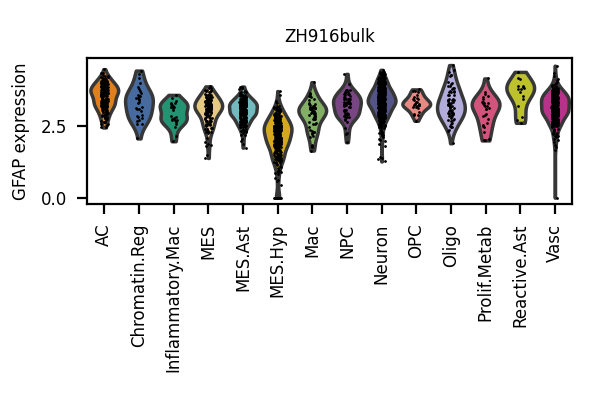 ZH916bulk
GFAP expression
2.5
0.0
AC
Chromatin.Reg
Inflammatory.Mac
MES
MES.Ast
MES.Hyp
Mac
NPC
Neuron
OPC
Oligo
Prolif.Metab
Reactive.Ast
Vasc